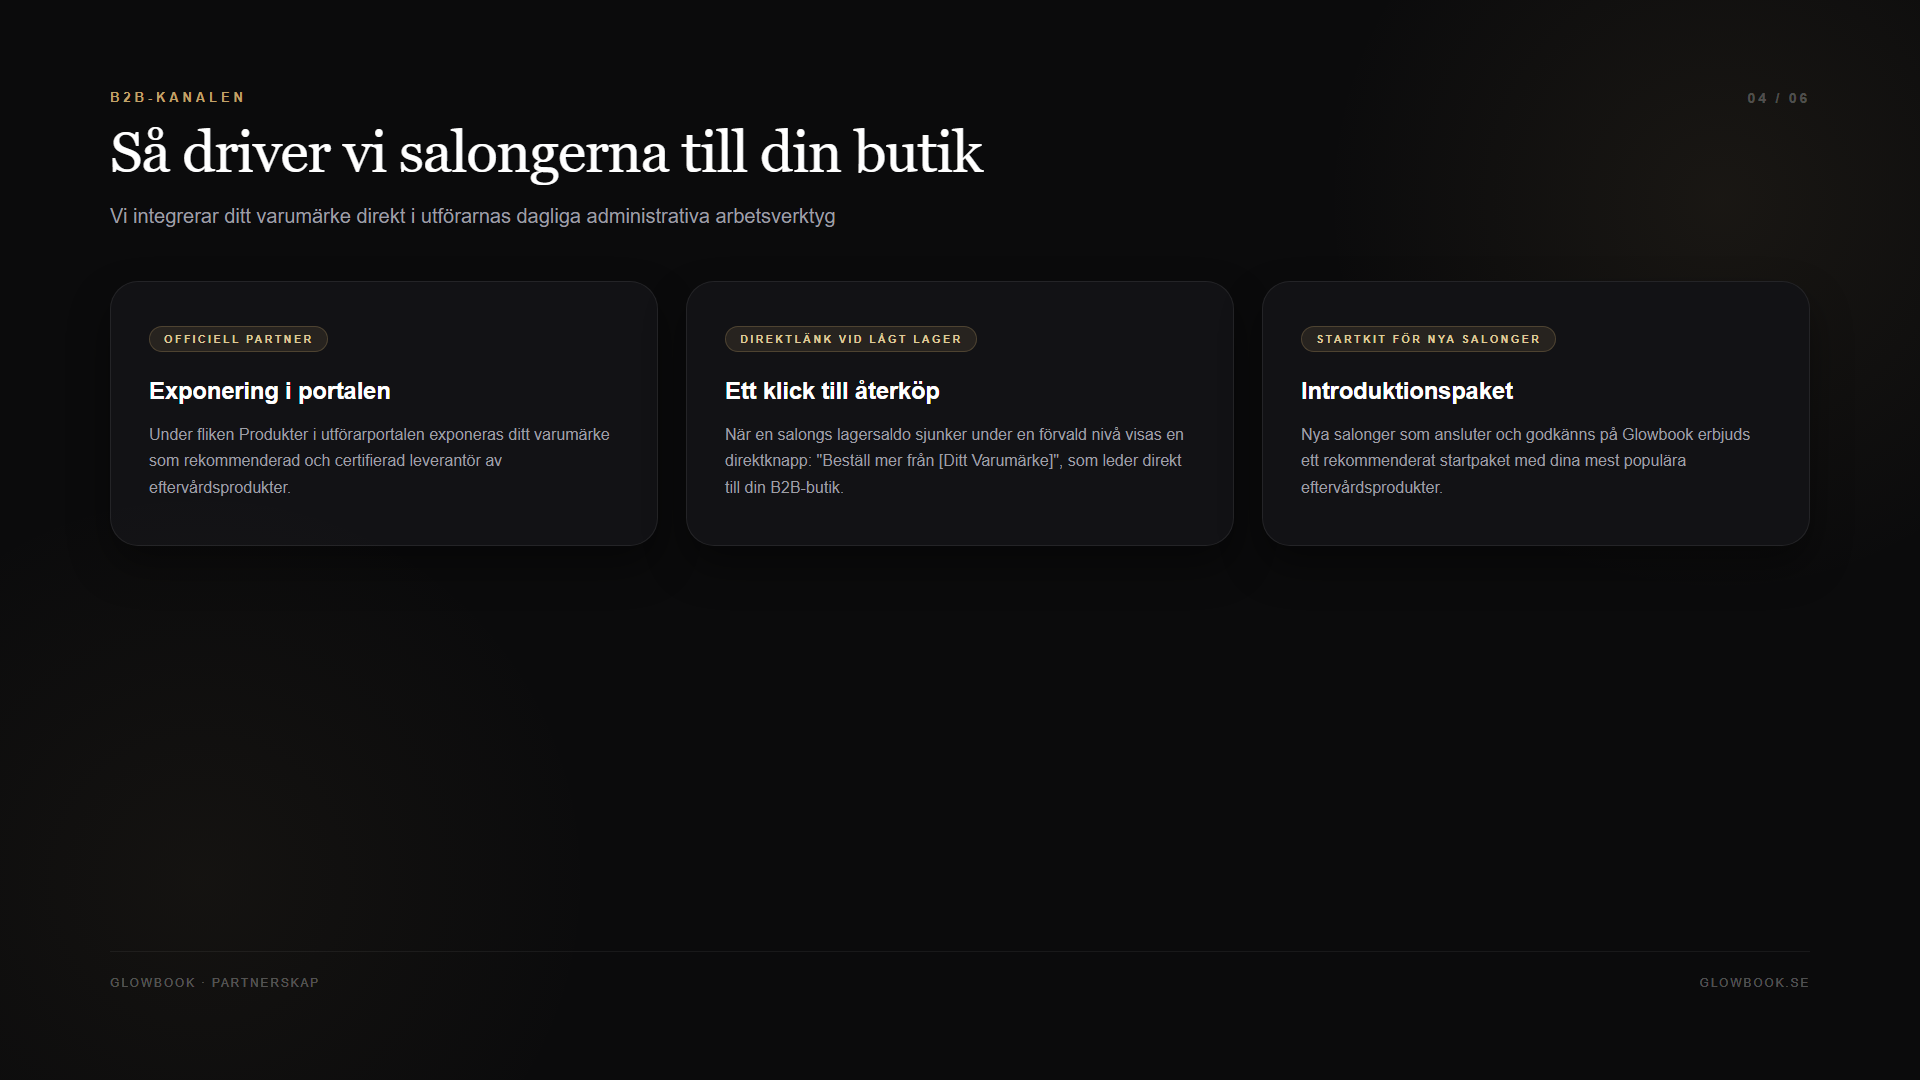 B2B-KANALEN
04 / 06
Så driver vi salongerna till din butik
Vi integrerar ditt varumärke direkt i utförarnas dagliga administrativa arbetsverktyg
OFFICIELL PARTNER
Exponering i portalen
Under fliken Produkter i utförarportalen exponeras ditt varumärke
som rekommenderad och certifierad leverantör av
eftervårdsprodukter.
DIREKTLÄNK VID LÅGT LAGER
Ett klick till återköp
När en salongs lagersaldo sjunker under en förvald nivå visas en
direktknapp: "Beställ mer från [Ditt Varumärke]", som leder direkt
till din B2B-butik.
STARTKIT FÖR NYA SALONGER
Introduktionspaket
Nya salonger som ansluter och godkänns på Glowbook erbjuds
ett rekommenderat startpaket med dina mest populära
eftervårdsprodukter.
GLOWBOOK · PARTNERSKAP
GLOWBOOK.SE